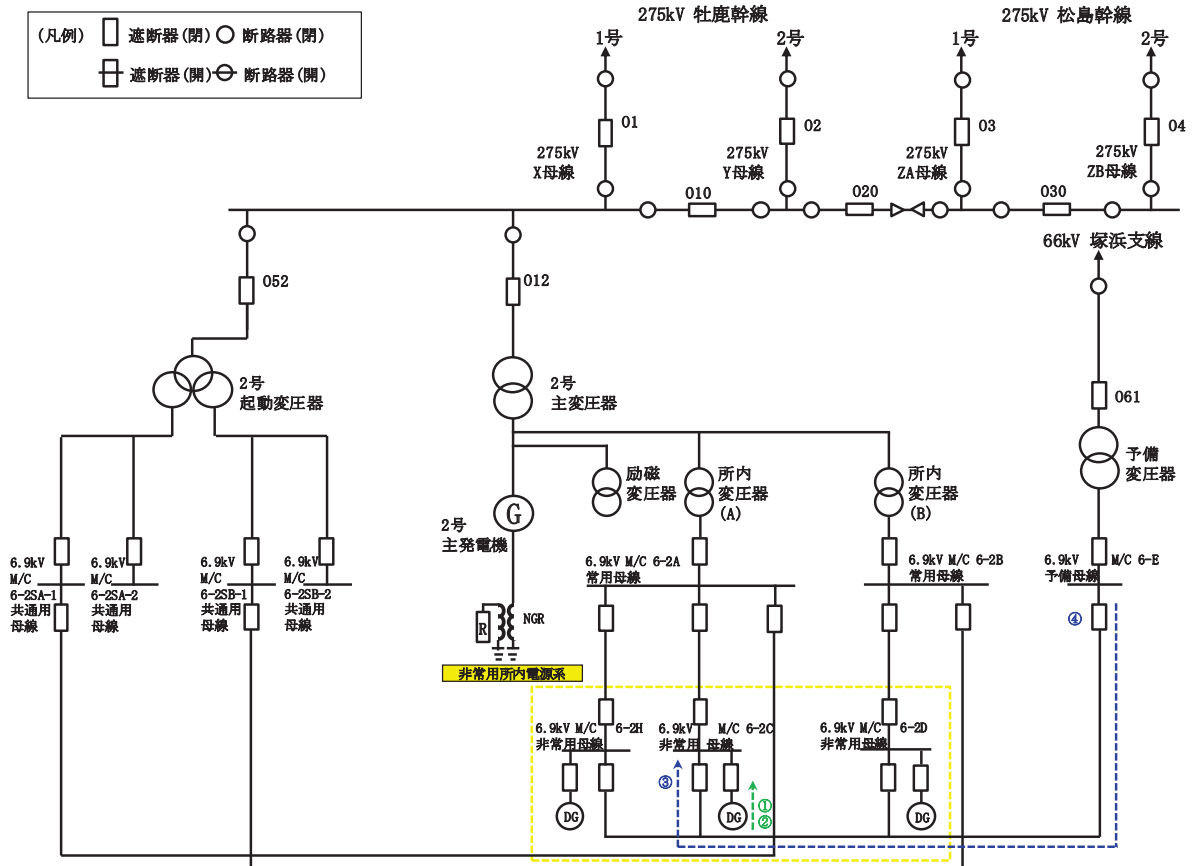 (凡例) 遮断器(閉) 断路器(閉)
遮断器(開) 断路器(開)
275kV 牡鹿幹線
275kV 松島幹線
1号
2号
1号
2号
01
02
03
04
275kV
X母線
275kV
Y母線
275kV
ZA母線
275kV
ZB母線
010
020
030
66kV 塚浜支線
052
012
061
2号
起動変圧器
2号
主変圧器
予備
変圧器
励磁
変圧器
所内
変圧器
(A)
所内
変圧器
(B)
G
2号
主発電機
6.9kV
M/C
6-2SA-1
共通用
母線
6.9kV
M/C
6-2SA-2
共通用
母線
6.9kV
M/C
6-2SB-1
共通用
母線
6.9kV
M/C
6-2SB-2
共通用
母線
6.9kV M/C 6-2A
常用母線
6.9kV M/C 6-2B
常用母線
6.9kV M/C 6-E
予備母線
R
NGR
④
非常用所内電源系
6.9kV M/C 6-2H
非常用母線
6.9kV M/C 6-2C
非常用 母線
6.9kV M/C 6-2D
非常用母線
③
①
②
DG
DG
DG